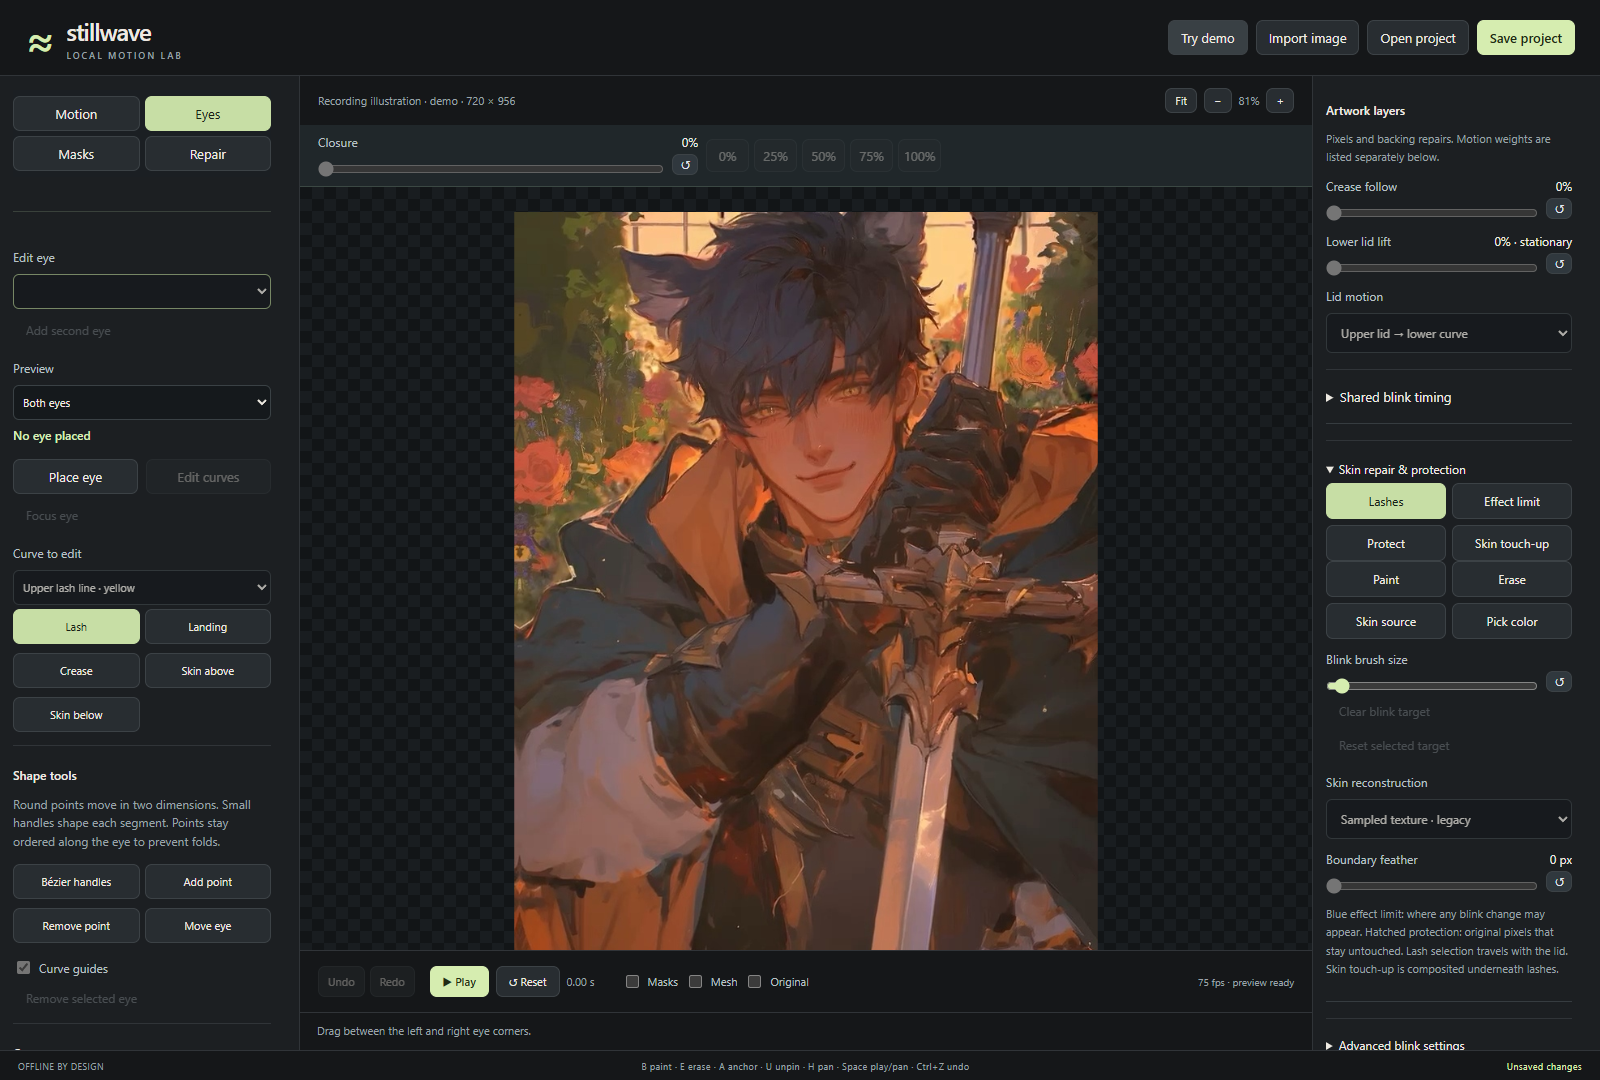 stillwave
LOCAL MOTION LAB
Try demo
Import image
Open project
Save project
Motion
Eyes
Masks
Repair
Edit eye
Add second eye
Preview
Both eyes
No eye placed
Place eye
Edit curves
Focus eye
Curve to edit
Upper lash line · yellow
Lash
Landing
Crease
Skin above
Skin below
Shape tools
Round points move in two dimensions. Small
handles shape each segment. Points stay
ordered along the eye to prevent folds.
Bézier handles
Add point
Remove point
Move eye
Curve guides
Remove selected eye
Recording illustration · demo · 720 × 956
Fit
−
81%
+
Closure
0%
↺
0%
25%
50%
75%
100%
Undo
Redo
▶ Play
↺ Reset
0.00 s
Masks
Mesh
Original
75 fps · preview ready
Drag between the left and right eye corners.
Artwork layers
Pixels and backing repairs. Motion weights are
listed separately below.
Crease follow
0%
↺
Lower lid lift
0% · stationary
↺
Lid motion
Upper lid → lower curve
▶ Shared blink timing
▼ Skin repair & protection
Lashes
Effect limit
Protect
Skin touch-up
Paint
Erase
Skin source
Pick color
Blink brush size
↺
Clear blink target
Reset selected target
Skin reconstruction
Sampled texture · legacy
Boundary feather
0 px
↺
Blue effect limit: where any blink change may
appear. Hatched protection: original pixels that
stay untouched. Lash selection travels with the lid.
Skin touch-up is composited underneath lashes.
▶ Advanced blink settings
OFFLINE BY DESIGN
B paint · E erase · A anchor · U unpin · H pan · Space play/pan · Ctrl+Z undo
Unsaved changes